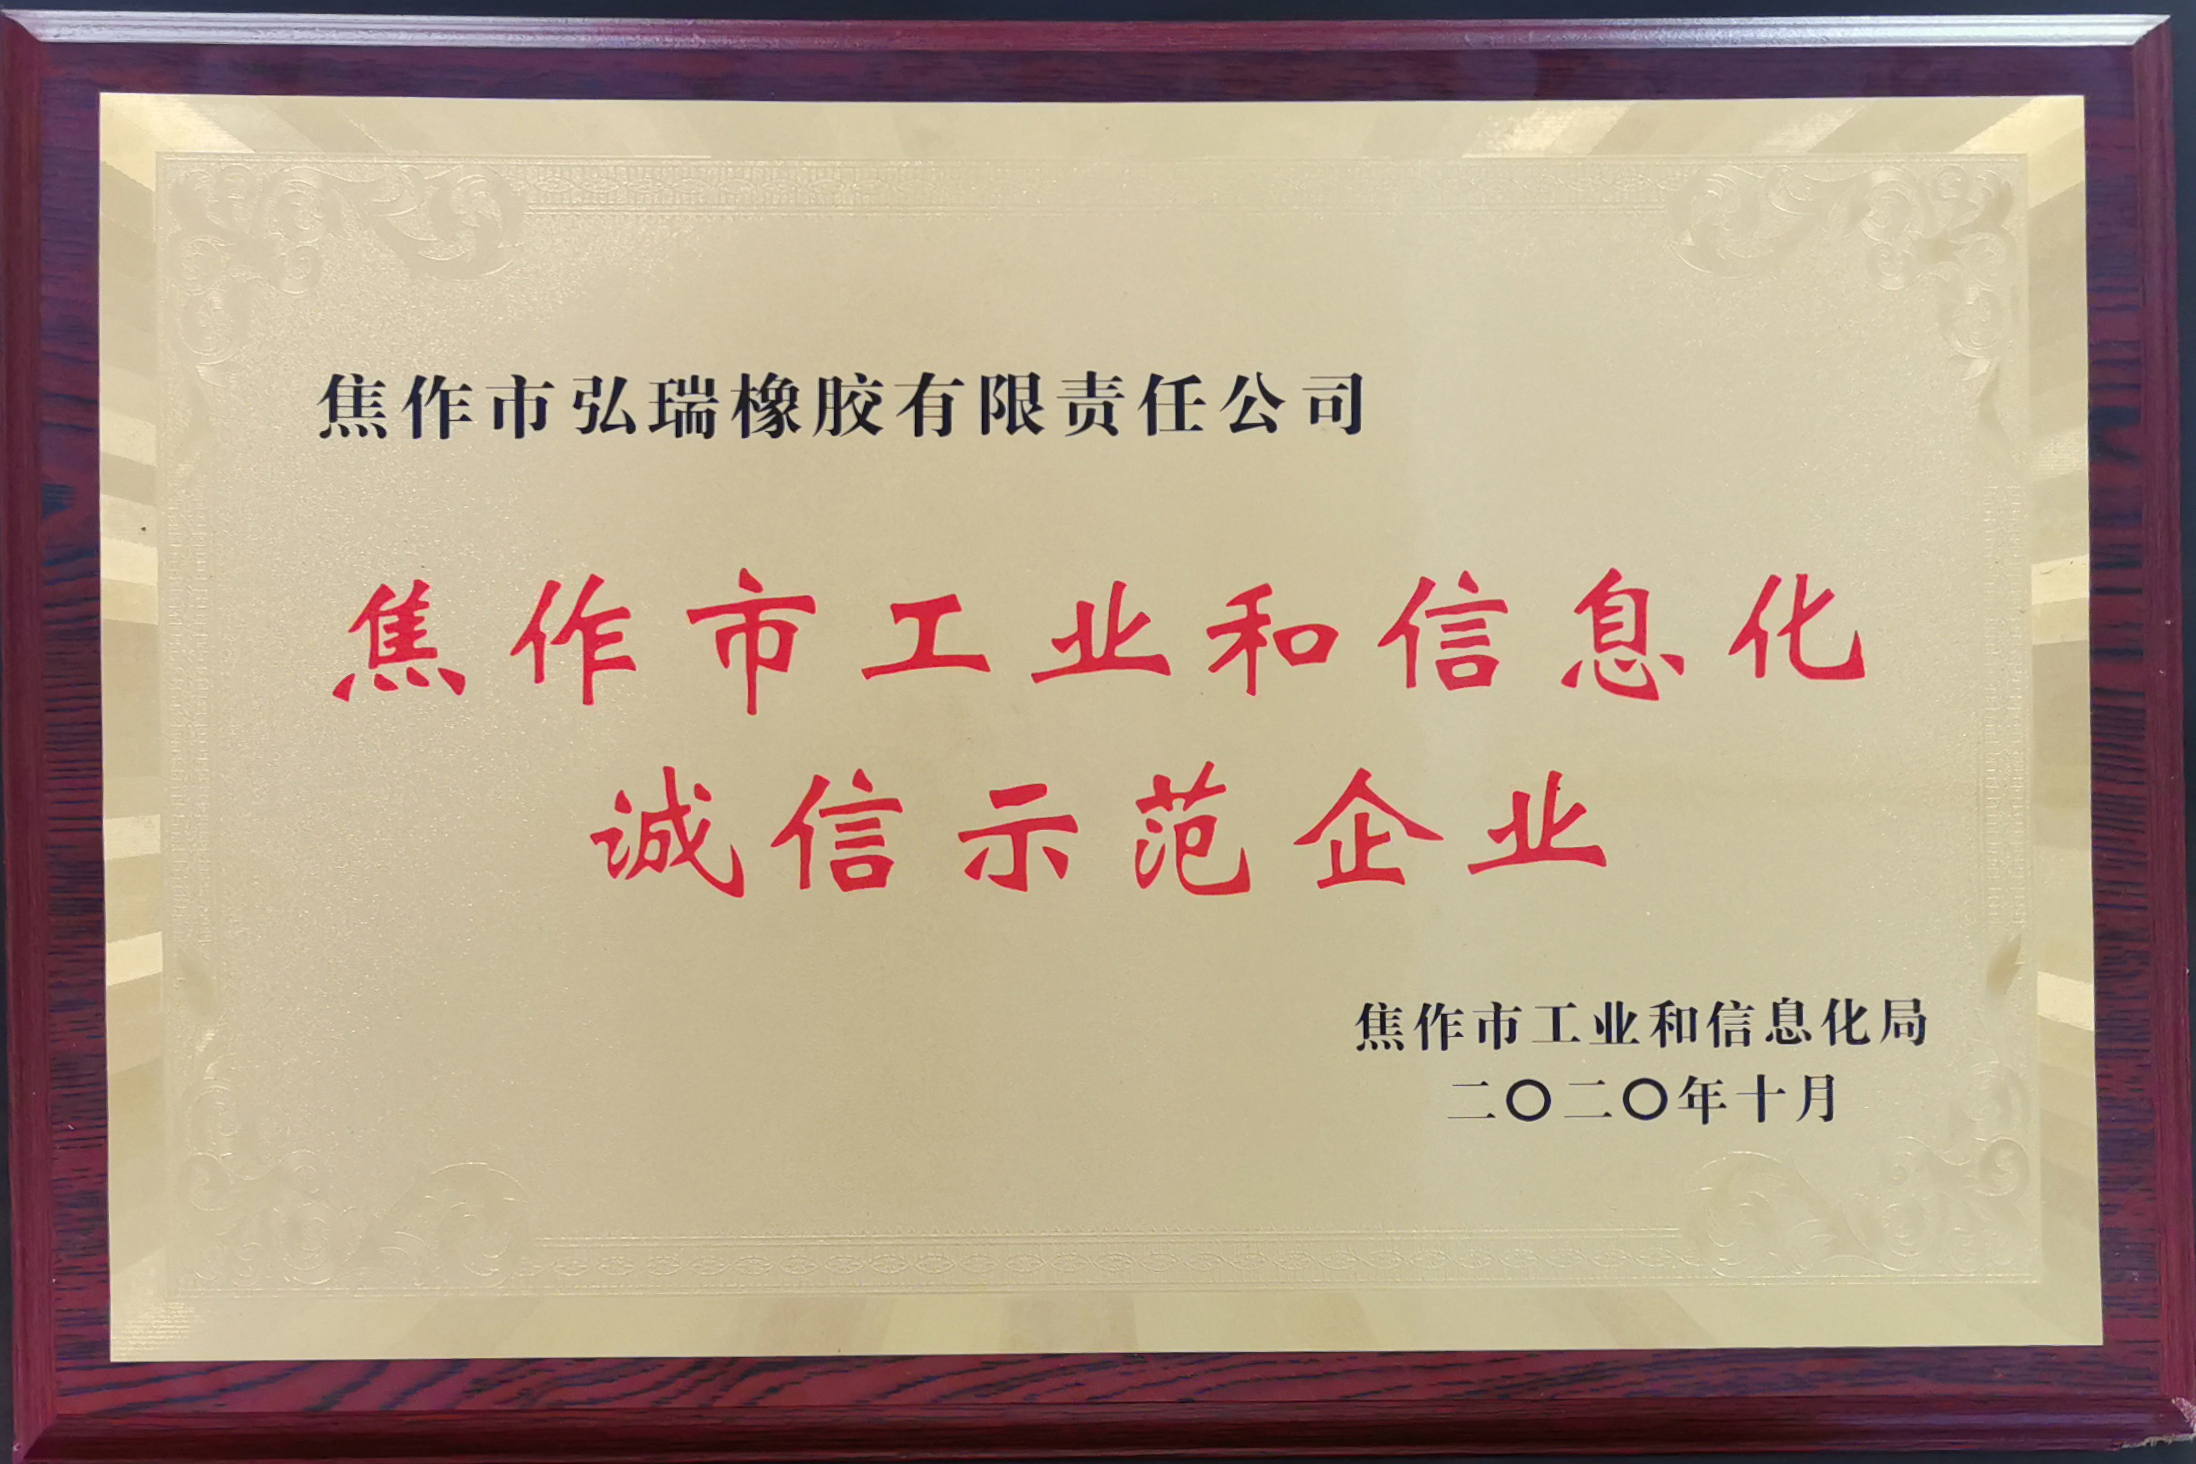 焦作市弘瑞橡胶有限责任公司
焦作市工业和信息化
诚信示范企业
焦作市工业和信息化局
二〇二〇年十月